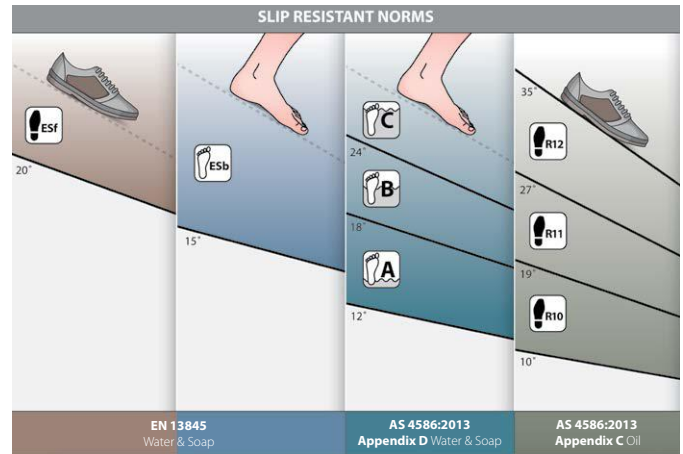 SLIP RESISTANT NORMS
ESf
20°
ESb
15°
C
24°
B
18°
A
12°
35°
R12
27°
R11
19°
R10
10°
EN 13845
Water & Soap
AS 4586:2013
Appendix D Water & Soap
AS 4586:2013
Appendix C Oil